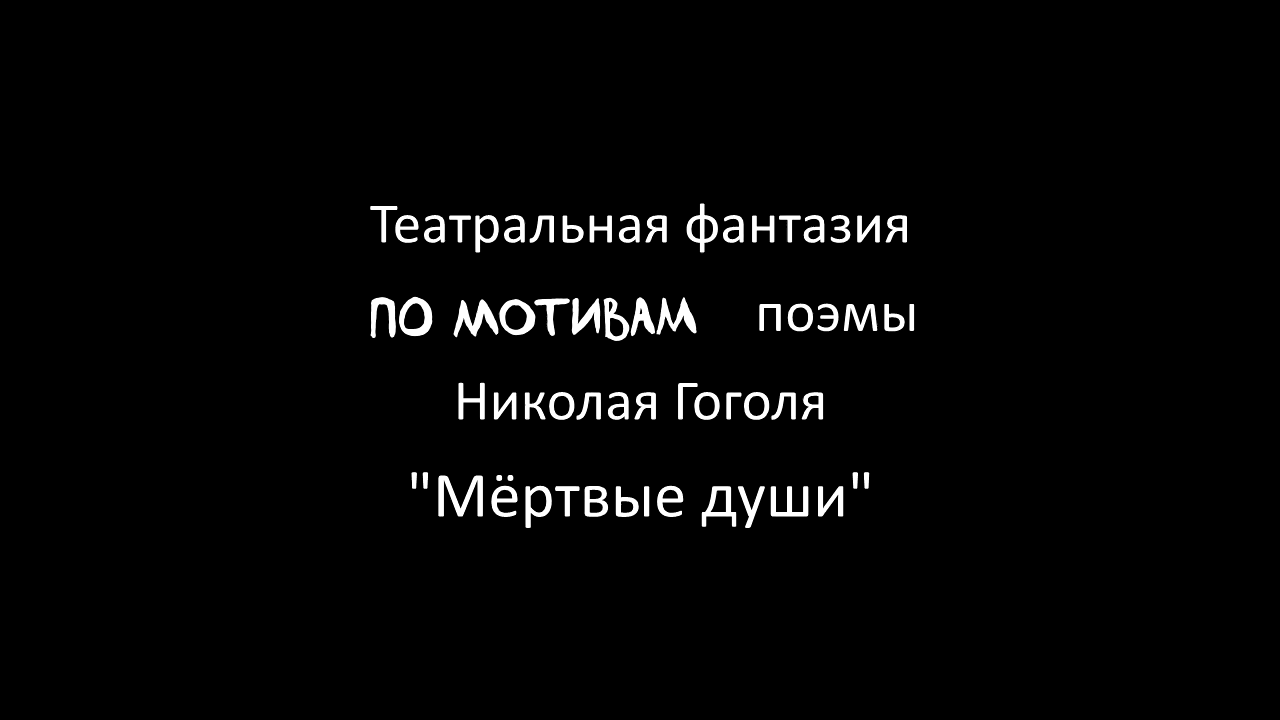 Театральная фантазия
ПО МОТИВАМ поэмы
Николая Гоголя
"Мёртвые души"